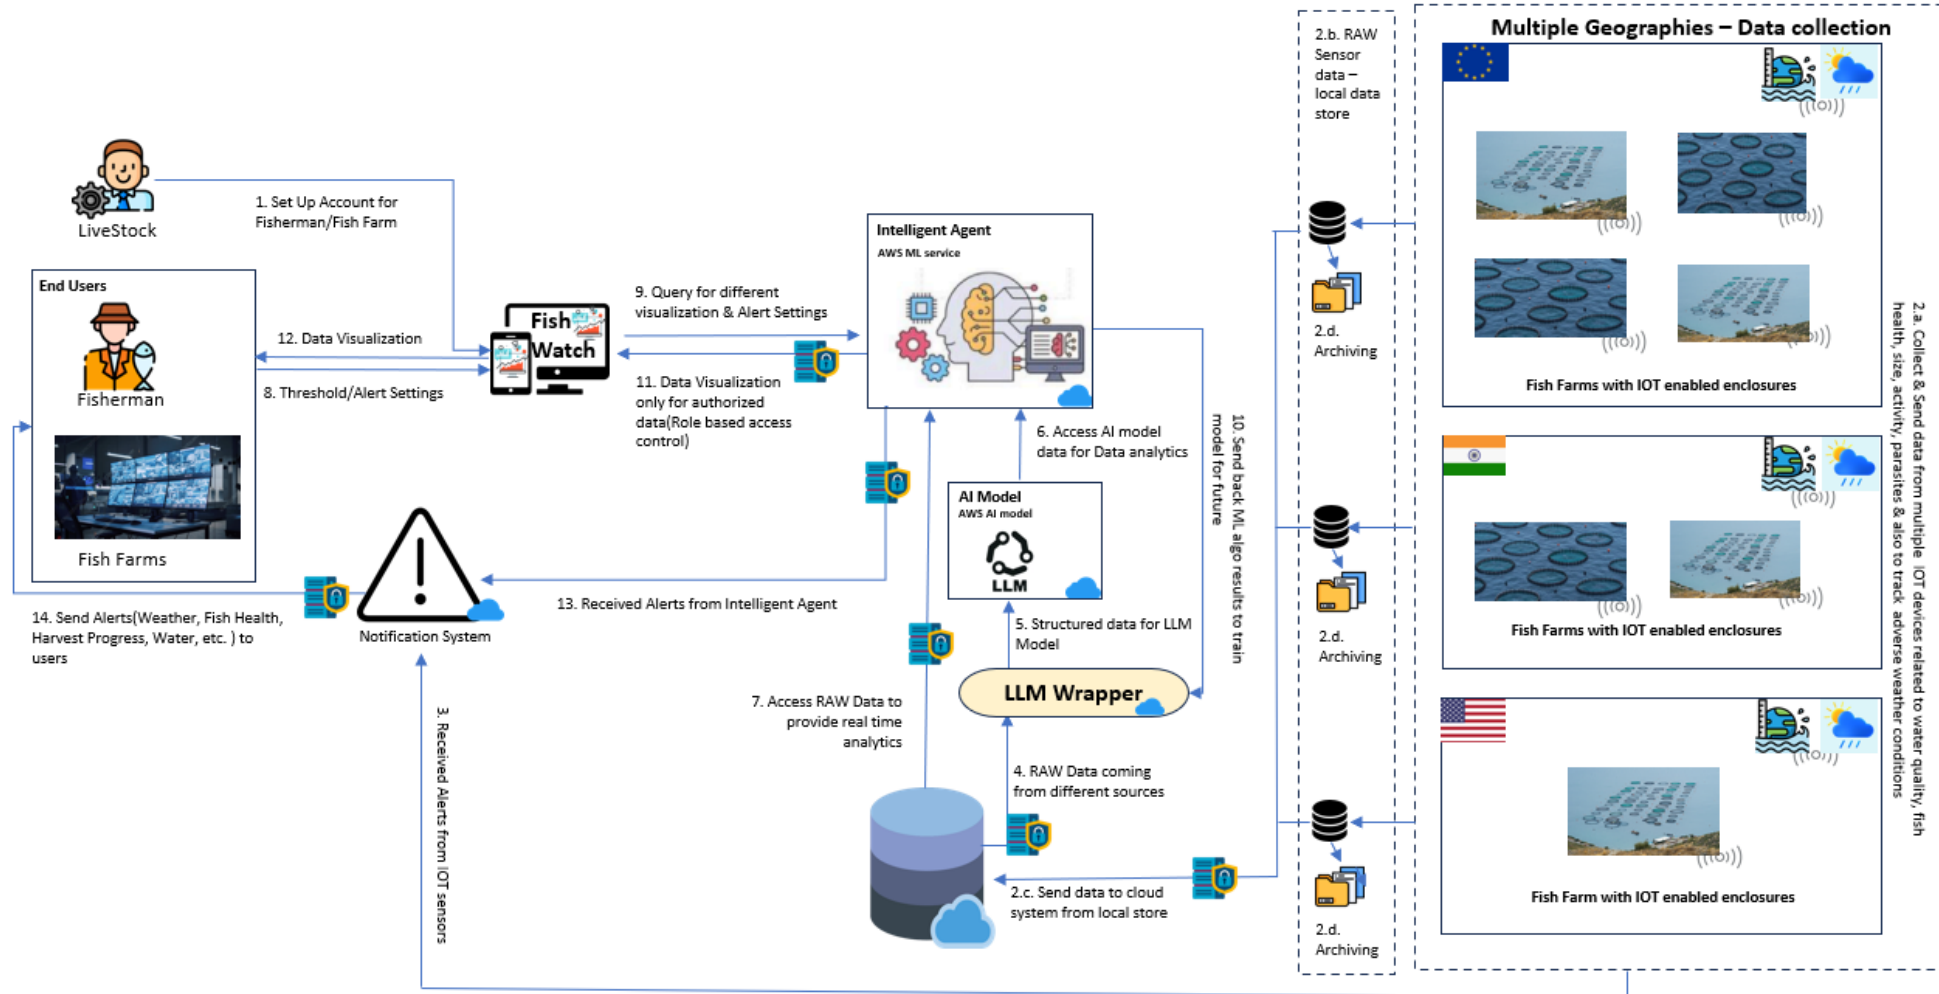 Multiple Geographies – Data collection
2.b. RAW
Sensor
data –
local data
store
LiveStock
1. Set Up Account for
Fisherman/Fish Farm
End Users
Fisherman
Fish Farms
12. Data Visualization
8. Threshold/Alert Settings
Fish
Watch
9. Query for different
visualization & Alert Settings
11. Data Visualization
only for authorized
data(Role based access
control)
Intelligent Agent
AWS ML service
6. Access AI model
data for Data analytics
AI Model
AWS AI model
LLM
5. Structured data for LLM
Model
LLM Wrapper
10. Send back ML algo results to train
model for future
4. RAW Data coming
from different sources
7. Access RAW Data to
provide real time
analytics
2.c. Send data to cloud
system from local store
13. Received Alerts from Intelligent Agent
Notification System
14. Send Alerts(Weather, Fish Health,
Harvest Progress, Water, etc. ) to
users
3. Received Alerts from IOT sensors
2.d.
Archiving
2.d.
Archiving
2.d.
Archiving
Fish Farms with IOT enabled enclosures
Fish Farms with IOT enabled enclosures
Fish Farm with IOT enabled enclosures
2.a. Collect & Send data from multiple IOT devices related to water quality, fish
health, size, activity, parasites & also to track adverse weather conditions